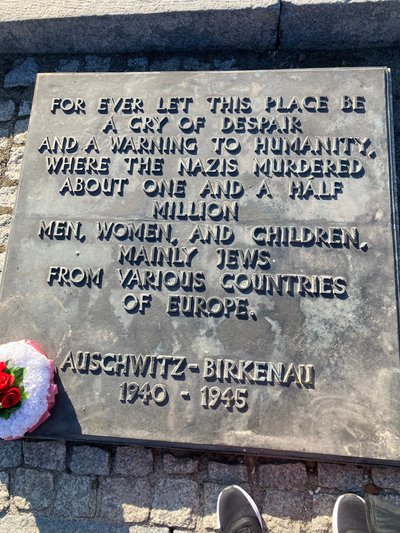 FOR EVER LET THIS PLACE BE
A CRY OF DESPAIR
AND A WARNING TO HUMANITY,
WHERE THE NAZIS MURDERED
ABOUT ONE AND A HALF
MILLION
MEN, WOMEN, AND CHILDREN,
MAINLY JEWS
FROM VARIOUS COUNTRIES
OF EUROPE.
AUSCHWITZ-BIRKENAU
1940 - 1945